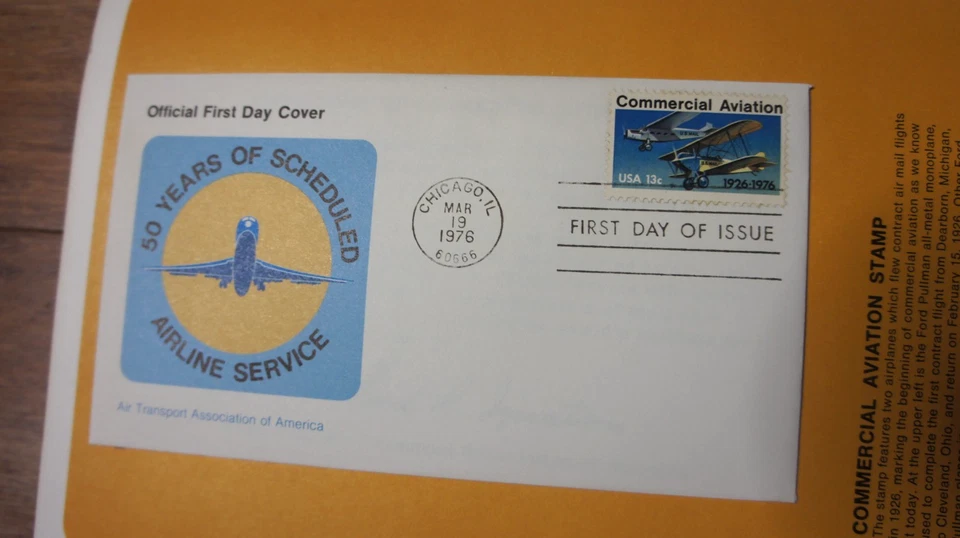 Official First Day Cover
50 YEARS OF SCHEDULED
AIRLINE SERVICE
Air Transport Association of America
CHICAGO, IL
MAR
19
1976
60666
Commercial Aviation
USA 13c
1926-1976
FIRST DAY OF ISSUE
COMMERCIAL AVIATION STAMP
The stamp features two airplanes which flew contract air mail flights
in 1926, marking the beginning of commercial aviation as we know
it today. At the upper left is the Ford Pullman all-metal monoplane,
used to complete the first contract flight from Dearborn, Michigan,
to Cleveland, Ohio, and return on February 15, 1926. Other Ford